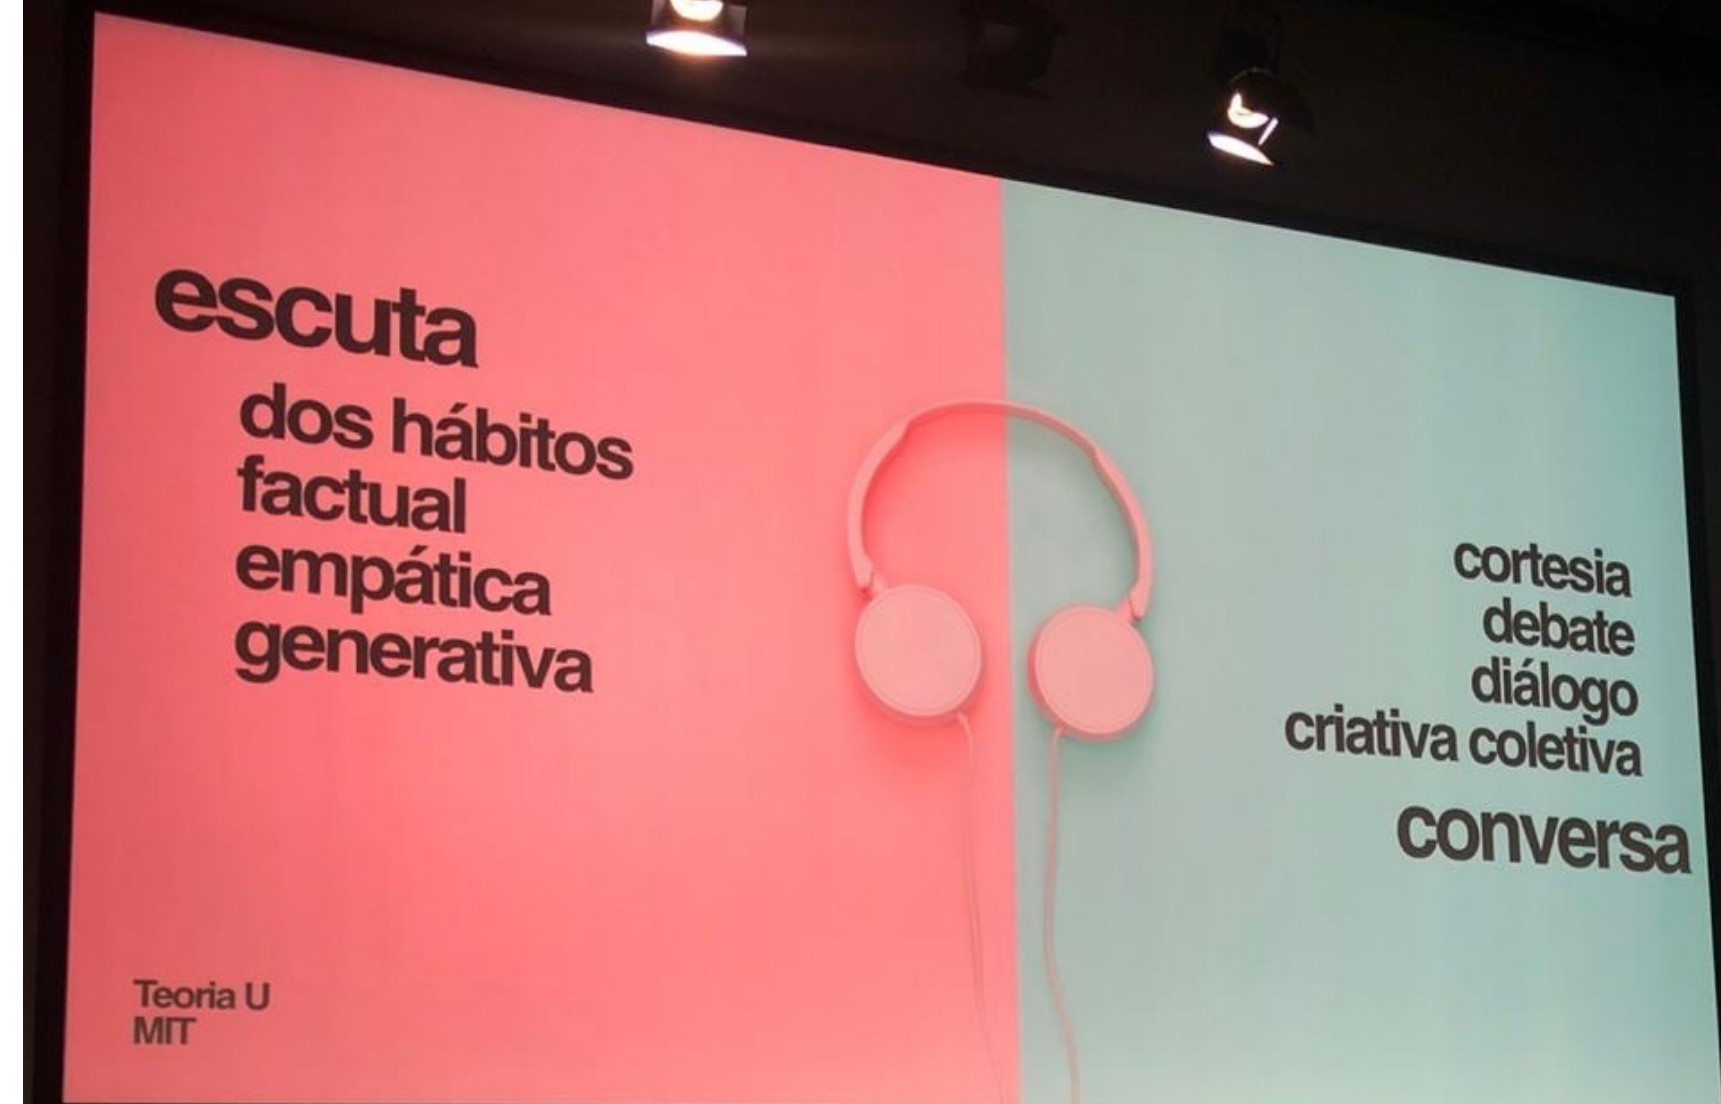 escuta
dos hábitos
factual
empática
generativa
cortesia
debate
diálogo
criativa coletiva
conversa
Teoria U
MIT